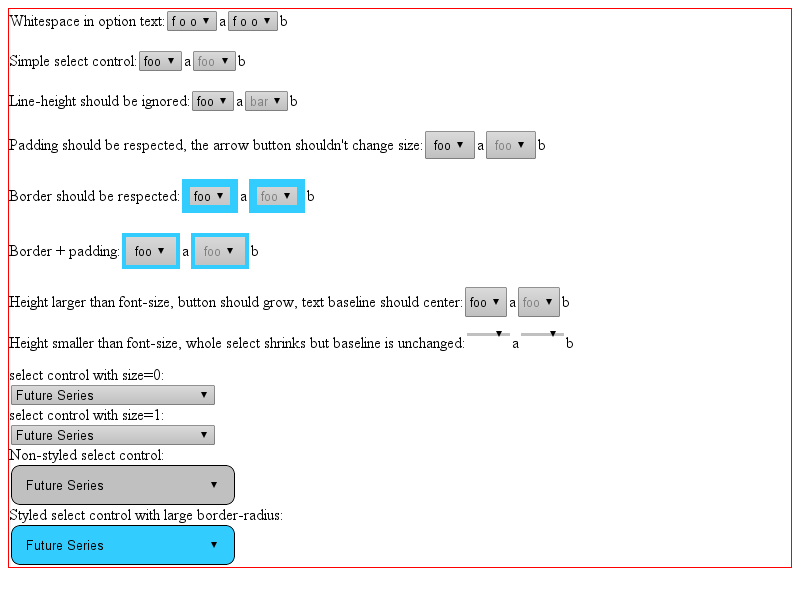 Whitespace in option text: f o o ▼ a f o o ▼ b
Simple select control: foo ▼ a foo ▼ b
Line-height should be ignored: foo ▼ a bar ▼ b
Padding should be respected, the arrow button shouldn't change size: foo ▼ a foo ▼ b
Border should be respected: foo ▼ a foo ▼ b
Border + padding: foo ▼ a foo ▼ b
Height larger than font-size, button should grow, text baseline should center: foo ▼ a foo ▼ b
Height smaller than font-size, whole select shrinks but baseline is unchanged: ▼ a ▼ b
select control with size=0:
Future Series ▼
select control with size=1:
Future Series ▼
Non-styled select control:
Future Series ▼
Styled select control with large border-radius:
Future Series ▼